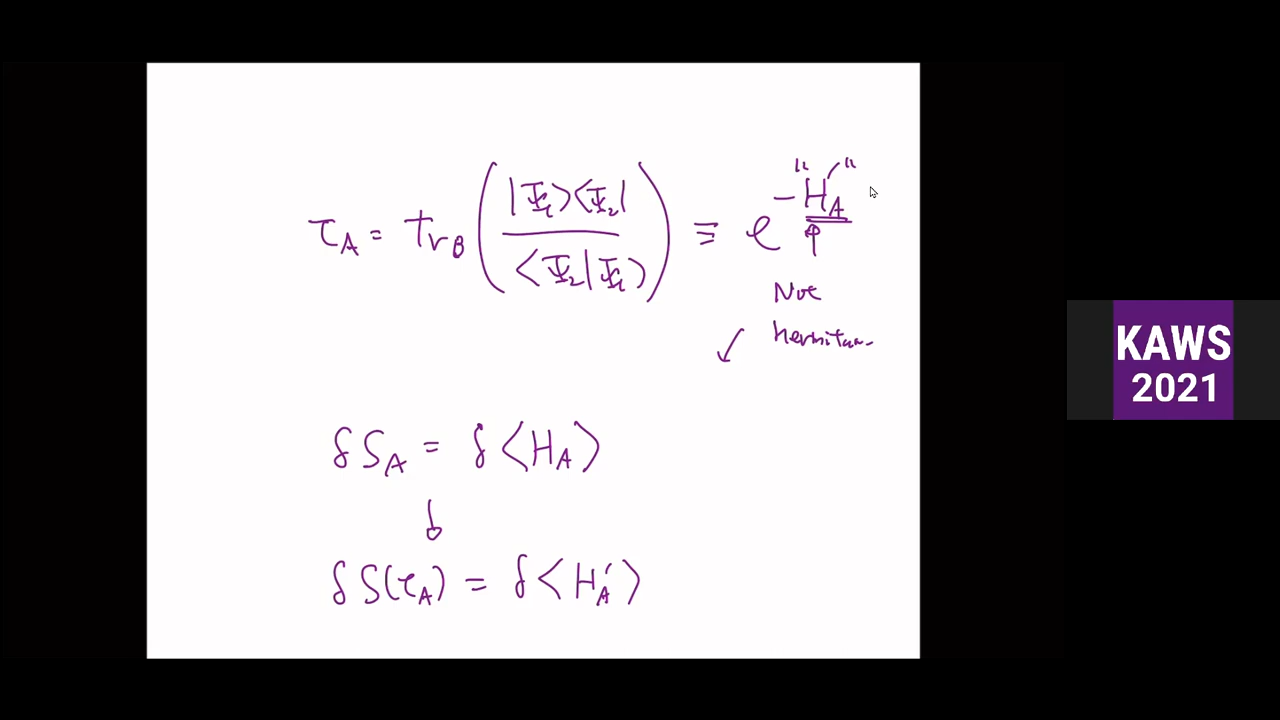 τ_A = Tr_B ( |Ψ₁⟩⟨Ψ₂| / ⟨Ψ₂|Ψ₁⟩ ) ≡ e^{-"H_A'"}
Not
hermitian
δS_A = δ⟨H_A⟩
↓
δS(τ_A) = δ⟨H_A'⟩
KAWS
2021